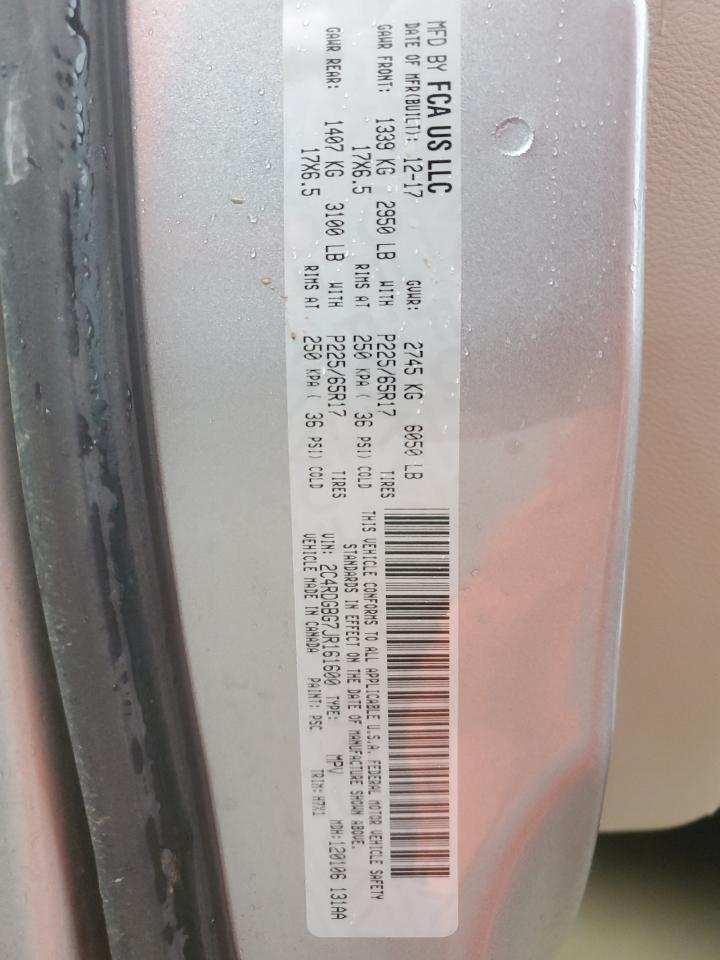 MFD BY FCA US LLC
DATE OF MFR(BUILT): 12-17 GVWR: 2745 KG 6050 LB
GAWR FRONT: 1339 KG 2950 LB WITH P225/65R17 TIRES
17X6.5 RIMS AT 250 KPA ( 36 PSI) COLD
GAWR REAR: 1407 KG 3100 LB WITH P225/65R17 TIRES
17X6.5 RIMS AT 250 KPA ( 36 PSI) COLD
THIS VEHICLE CONFORMS TO ALL APPLICABLE U.S.A. FEDERAL MOTOR VEHICLE SAFETY
STANDARDS IN EFFECT ON THE DATE OF MANUFACTURE SHOWN ABOVE.
VIN: 2C4RDGBG7JR161600 TYPE: MPV MDH:120106 131AA
VEHICLE MADE IN CANADA PAINT: PSC TRIM:H7X1